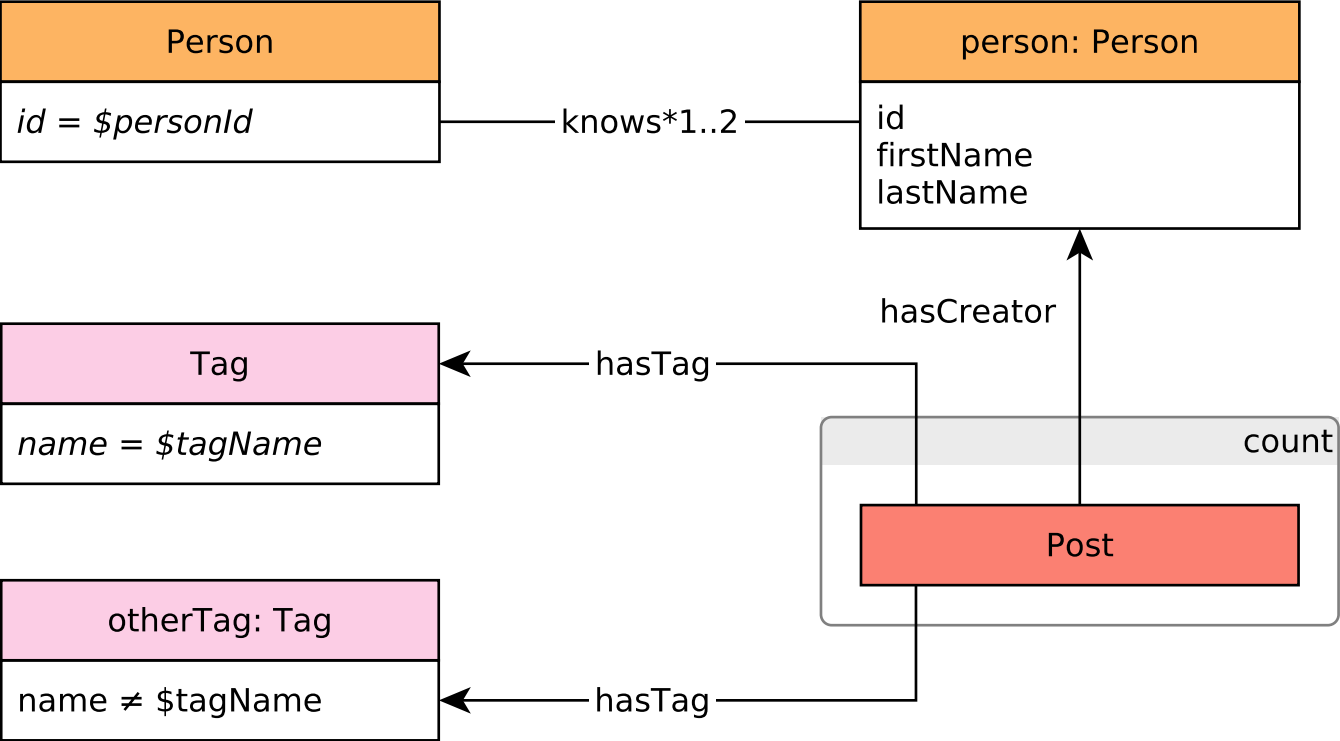 Person
id = $personId
knows*1..2
person: Person
id
firstName
lastName
hasCreator
Tag
name = $tagName
hasTag
count
Post
otherTag: Tag
name ≠ $tagName
hasTag